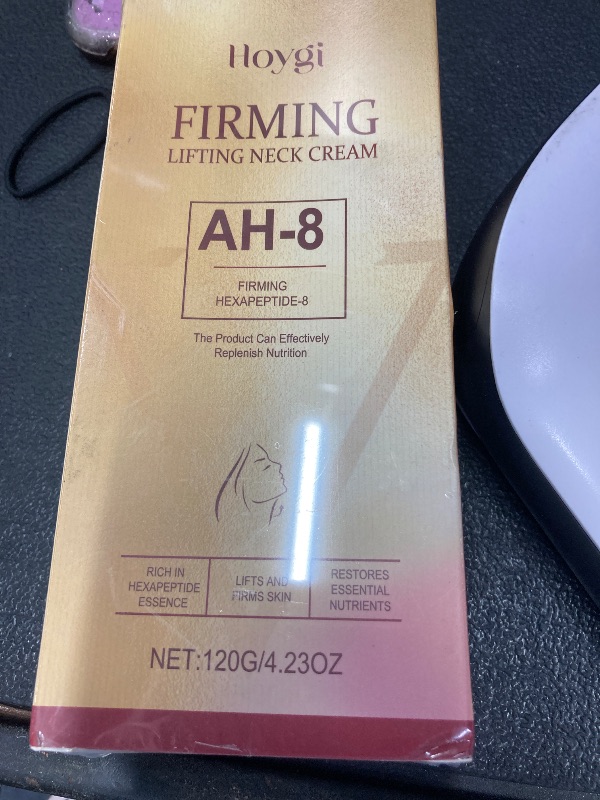 Hoygi
FIRMING
LIFTING NECK CREAM
AH-8
FIRMING
HEXAPEPTIDE-8
The Product Can Effectively
Replenish Nutrition
RICH IN
HEXAPEPTIDE
ESSENCE
LIFTS AND
FIRMS SKIN
RESTORES
ESSENTIAL
NUTRIENTS
NET:120G/4.23OZ